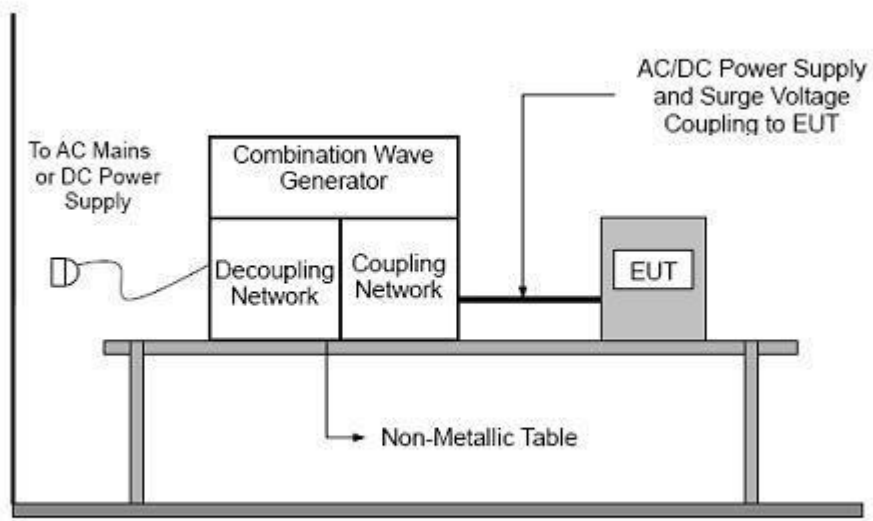 AC/DC Power Supply
and Surge Voltage
Coupling to EUT
To AC Mains
or DC Power
Supply
Combination Wave
Generator
Decoupling
Network
Coupling
Network
EUT
Non-Metallic Table